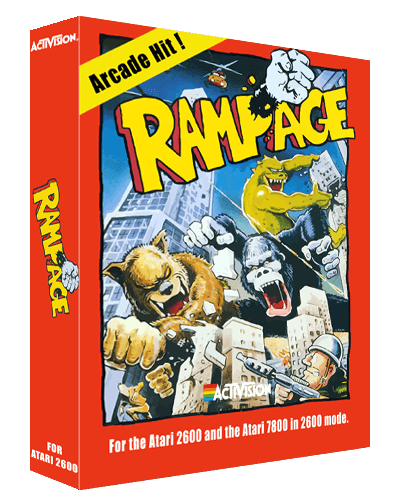 ACTIVISION
Arcade Hit !
RAMPAGE
RAMPAGE
ACTIVISION
For the Atari 2600 and the Atari 7800 in 2600 mode.
FOR
ATARI 2600